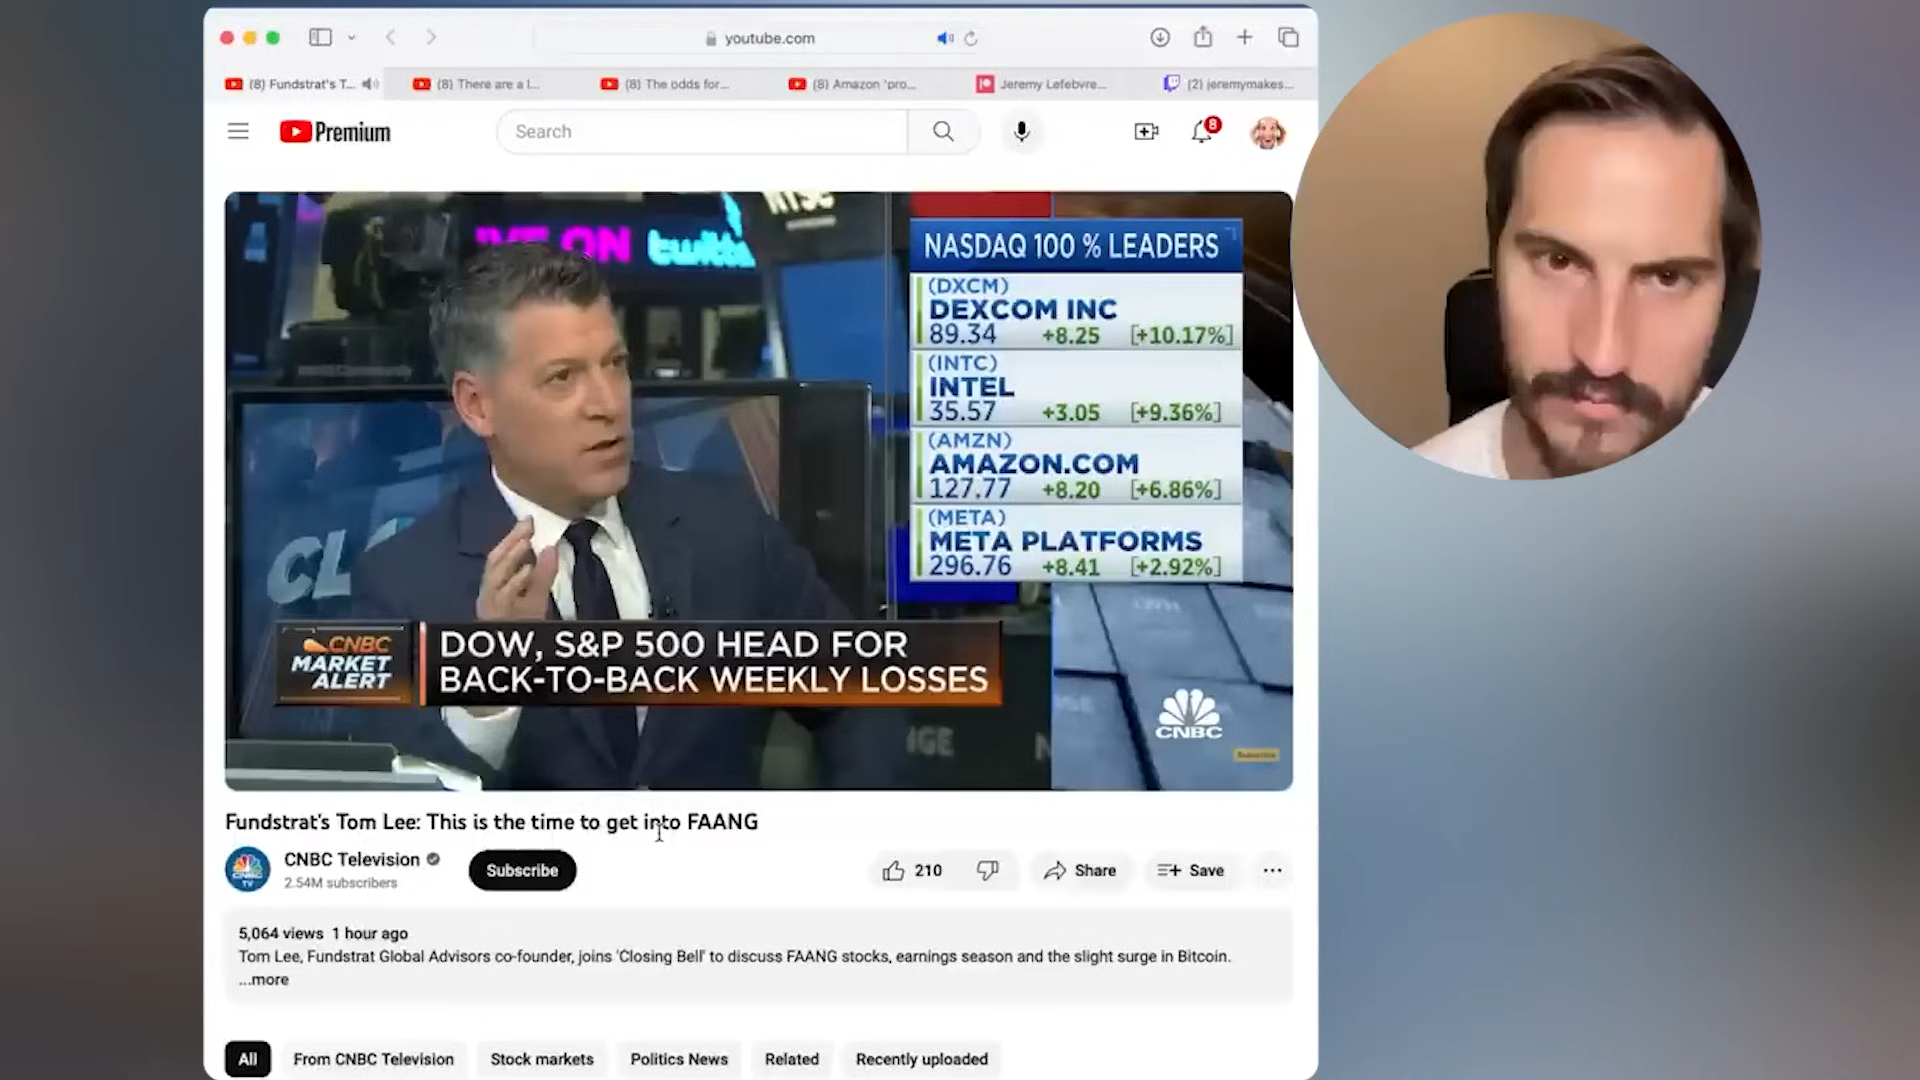 youtube.com
(8) Fundstrat's T...
(8) There are a l...
(8) The odds for...
(8) Amazon 'pro...
Jeremy Lefebvre...
(2) jeremymakes...
Premium
Search
8
NYSE
twitt
NASDAQ 100 % LEADERS
(DXCM)
DEXCOM INC
89.34 +8.25 [+10.17%]
(INTC)
INTEL
35.57 +3.05 [+9.36%]
(AMZN)
AMAZON.COM
127.77 +8.20 [+6.86%]
(META)
META PLATFORMS
296.76 +8.41 [+2.92%]
CL
CNBC
MARKET
ALERT
DOW, S&P 500 HEAD FOR
BACK-TO-BACK WEEKLY LOSSES
CNBC
Subscribe
Fundstrat's Tom Lee: This is the time to get into FAANG
CNBC Television
2.54M subscribers
Subscribe
210
Share
Save
5,064 views 1 hour ago
Tom Lee, Fundstrat Global Advisors co-founder, joins 'Closing Bell' to discuss FAANG stocks, earnings season and the slight surge in Bitcoin.
...more
All
From CNBC Television
Stock markets
Politics News
Related
Recently uploaded